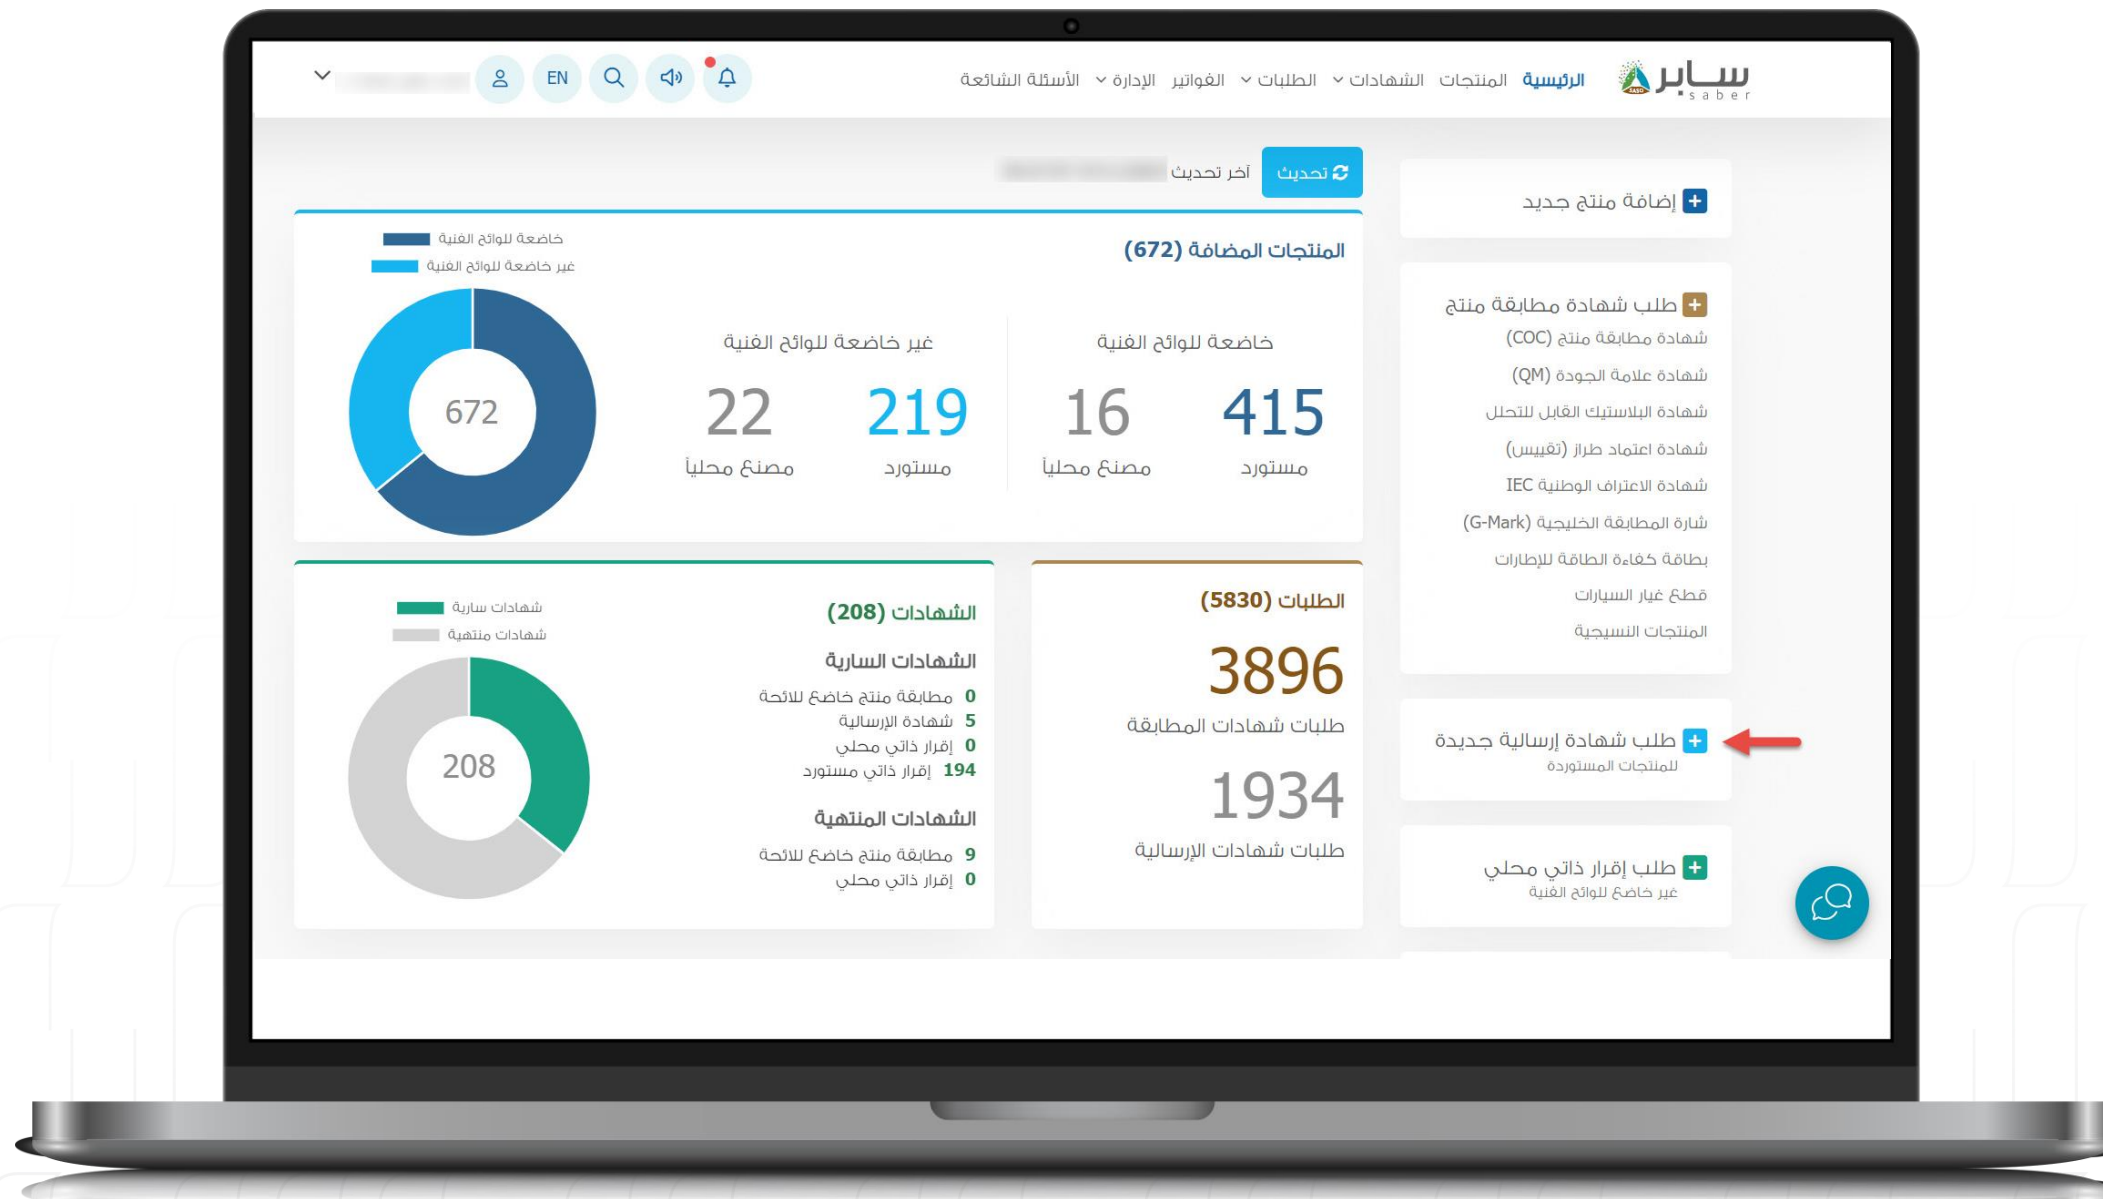 سابر
saber
SASO
الرئيسية المنتجات الشهادات الطلبات الفواتير الإدارة الأسئلة الشائعة
EN
تحديث آخر تحديث
إضافة منتج جديد
طلب شهادة مطابقة منتج
شهادة مطابقة منتج (COC)
شهادة علامة الجودة (QM)
شهادة البلاستيك القابل للتحلل
شهادة اعتماد طراز (تقييس)
شهادة الاعتراف الوطنية IEC
شارة المطابقة الخليجية (G-Mark)
بطاقة كفاءة الطاقة للإطارات
قطع غيار السيارات
المنتجات النسيجية
طلب شهادة إرسالية جديدة
للمنتجات المستوردة
طلب إقرار ذاتي محلي
غير خاضع للوائح الفنية
المنتجات المضافة (672)
خاضعة للوائح الفنية
415 16
مستورد مصنع محلياً
غير خاضعة للوائح الفنية
219 22
مستورد مصنع محلياً
خاضعة للوائح الفنية
غير خاضعة للوائح الفنية
672
الطلبات (5830)
3896
طلبات شهادات المطابقة
1934
طلبات شهادات الإرسالية
الشهادات (208)
الشهادات السارية
0 مطابقة منتج خاضع للائحة
5 شهادة الإرسالية
0 إقرار ذاتي محلي
194 إقرار ذاتي مستورد
الشهادات المنتهية
9 مطابقة منتج خاضع للائحة
0 إقرار ذاتي محلي
شهادات سارية
شهادات منتهية
208